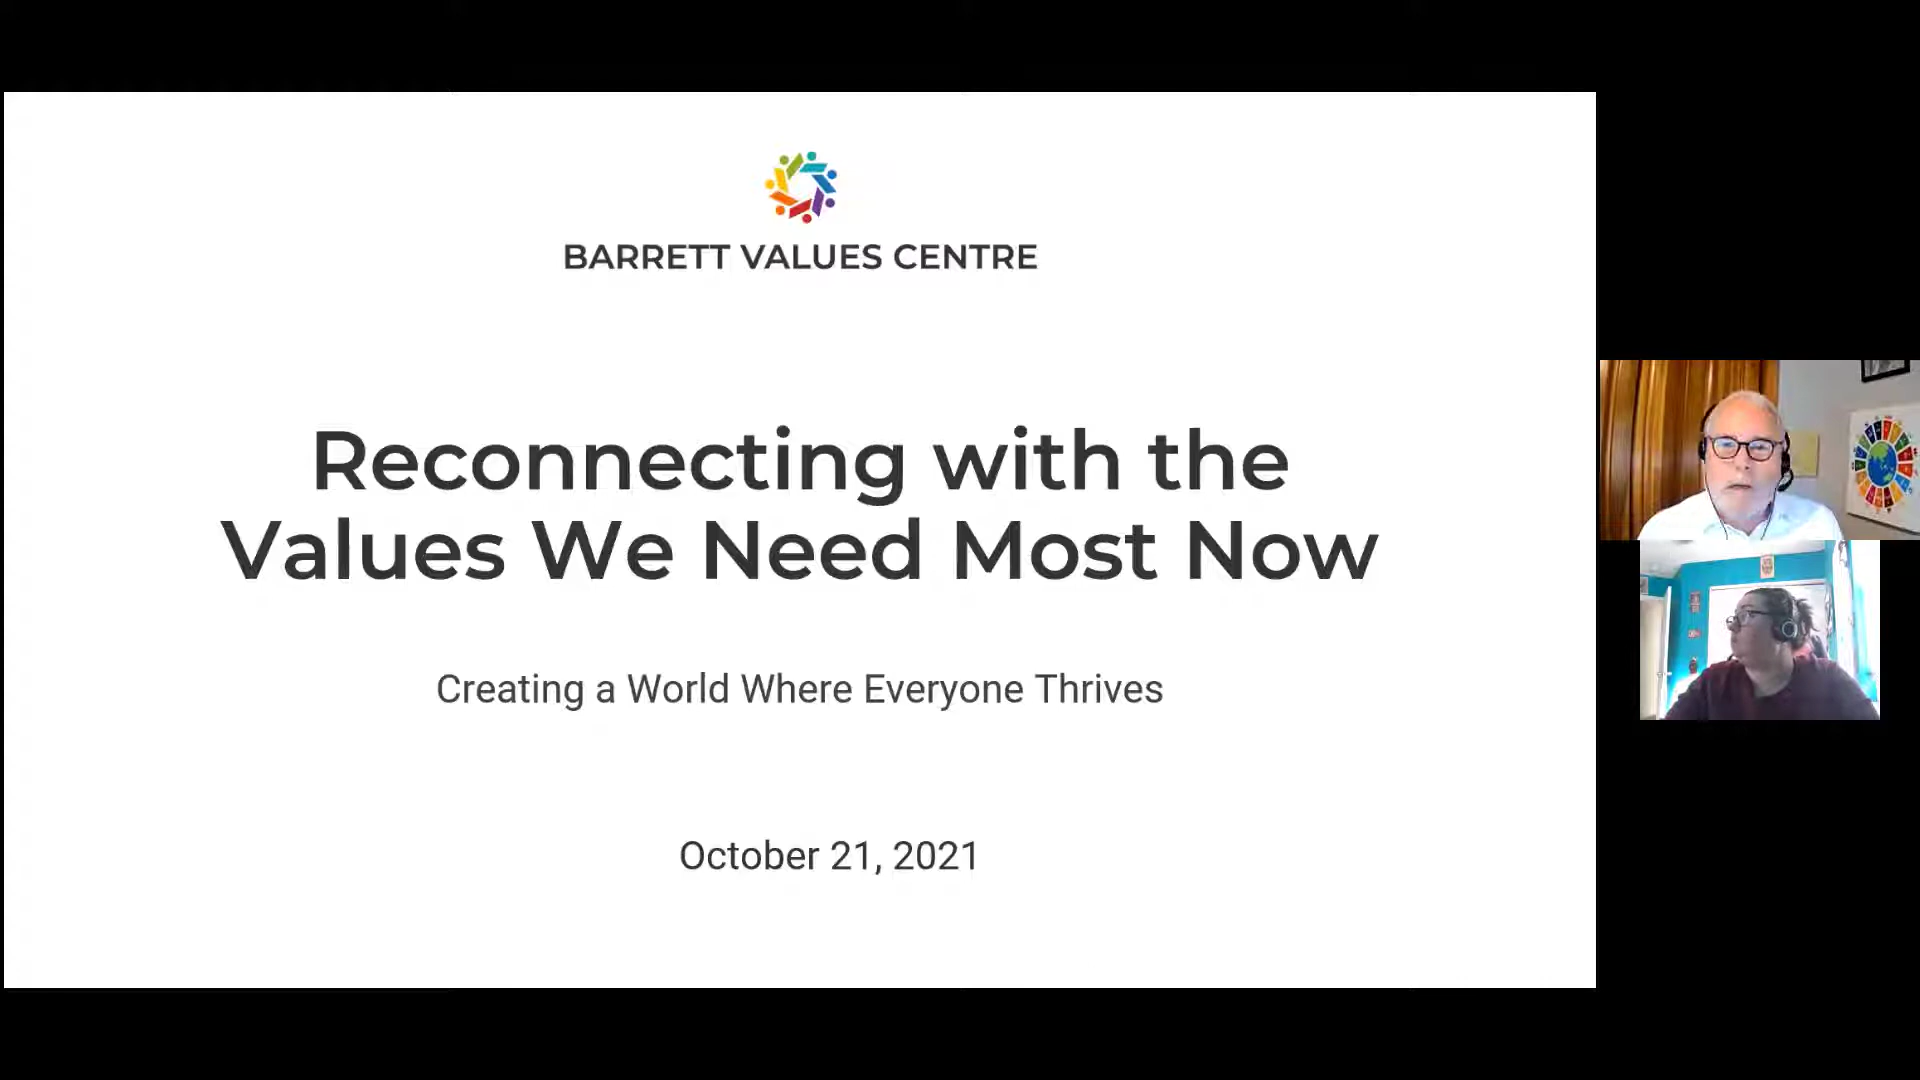 BARRETT VALUES CENTRE
Reconnecting with the
Values We Need Most Now
Creating a World Where Everyone Thrives
October 21, 2021